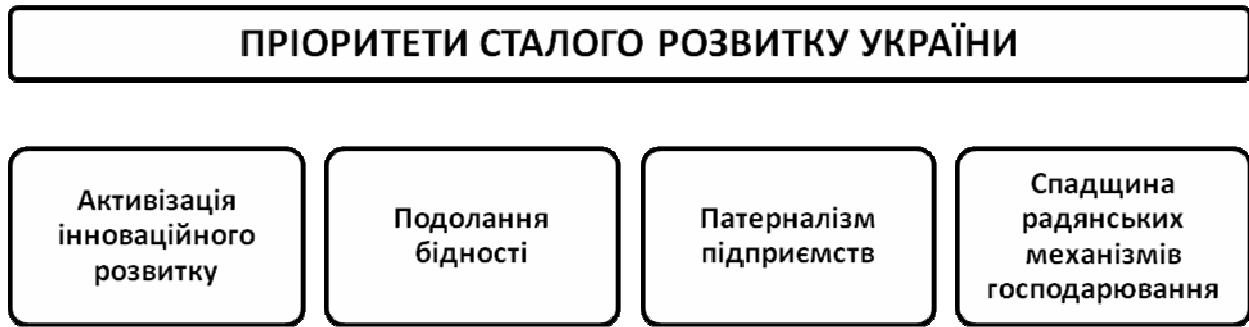 ПРІОРИТЕТИ СТАЛОГО РОЗВИТКУ УКРАЇНИ
Активізація
інноваційного
розвитку
Подолання
бідності
Патерналізм
підприємств
Спадщина
радянських
механізмів
господарювання